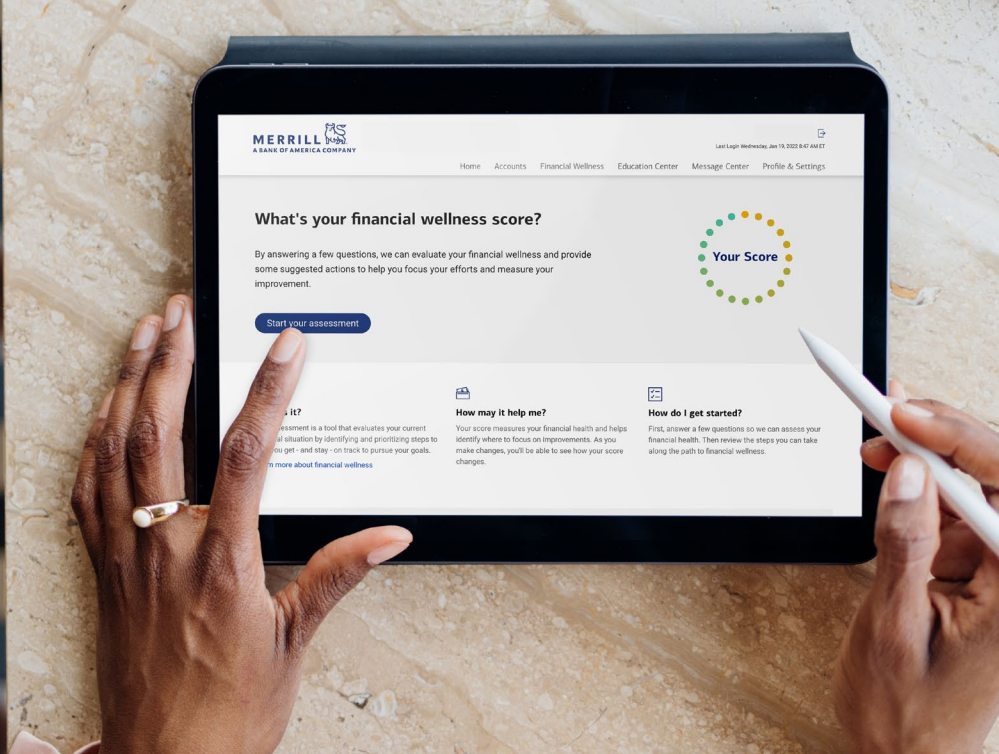 MERRILL
A BANK OF AMERICA COMPANY
Last Login Wednesday, Jan 19, 2022 8:47 AM ET
Home Accounts Financial Wellness Education Center Message Center Profile & Settings
What's your financial wellness score?
By answering a few questions, we can evaluate your financial wellness and provide
some suggested actions to help you focus your efforts and measure your
improvement.
Your Score
Start your assessment
it?
essment is a tool that evaluates your current
al situation by identifying and prioritizing steps to
ou get - and stay - on track to pursue your goals.
n more about financial wellness
How may it help me?
Your score measures your financial health and helps
identify where to focus on improvements. As you
make changes, you'll be able to see how your score
changes.
How do I get started?
First, answer a few questions so we can assess your
financial health. Then review the steps you can take
along the path to financial wellness.